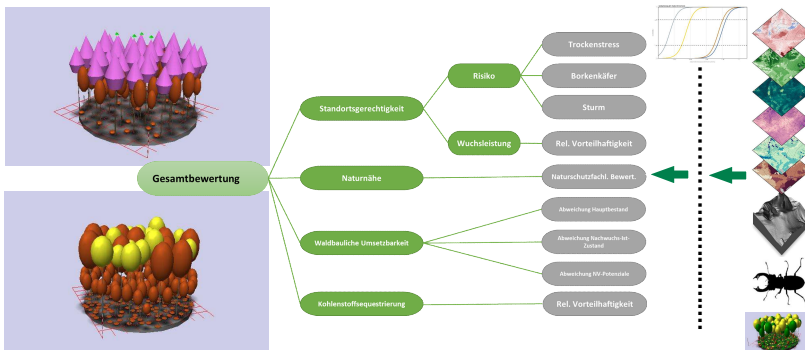 Trockenstress
Risiko
Borkenkäfer
Standortsgerechtigkeit
Sturm
Wuchsleistung
Rel. Vorteilhaftigkeit
Gesamtbewertung
Naturnähe
Naturschutzfachl. Bewert.
Abweichung Hauptbestand
Waldbauliche Umsetzbarkeit
Abweichung Nachwuchs-Ist-
Zustand
Abweichung NV-Potenziale
Kohlenstoffsequestrierung
Rel. Vorteilhaftigkeit